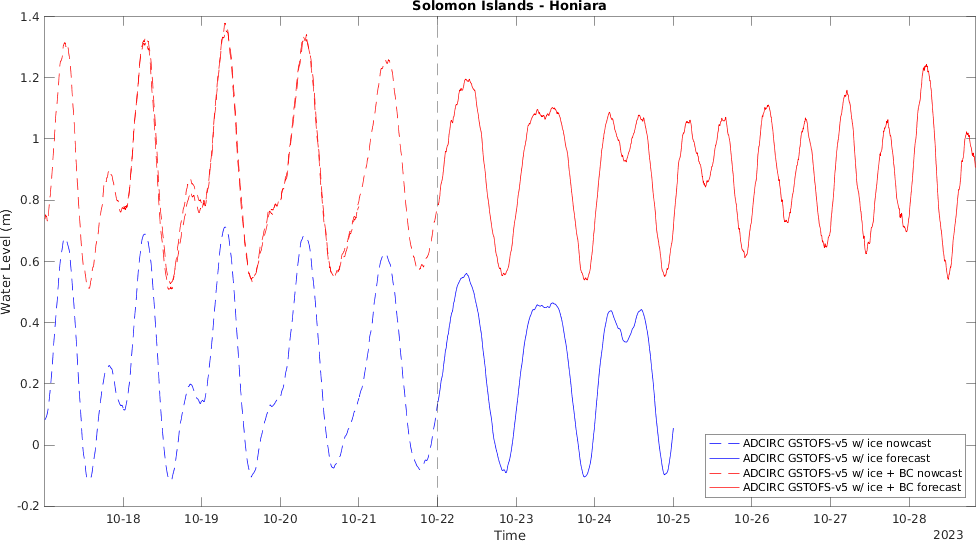 Solomon Islands - Honiara
1.4
1.2
1
0.8
0.6
0.4
0.2
0
-0.2
Water Level (m)
ADCIRC GSTOFS-v5 w/ ice nowcast
ADCIRC GSTOFS-v5 w/ ice forecast
ADCIRC GSTOFS-v5 w/ ice + BC nowcast
ADCIRC GSTOFS-v5 w/ ice + BC forecast
10-18 10-19 10-20 10-21 10-22 10-23 10-24 10-25 10-26 10-27 10-28
Time
2023